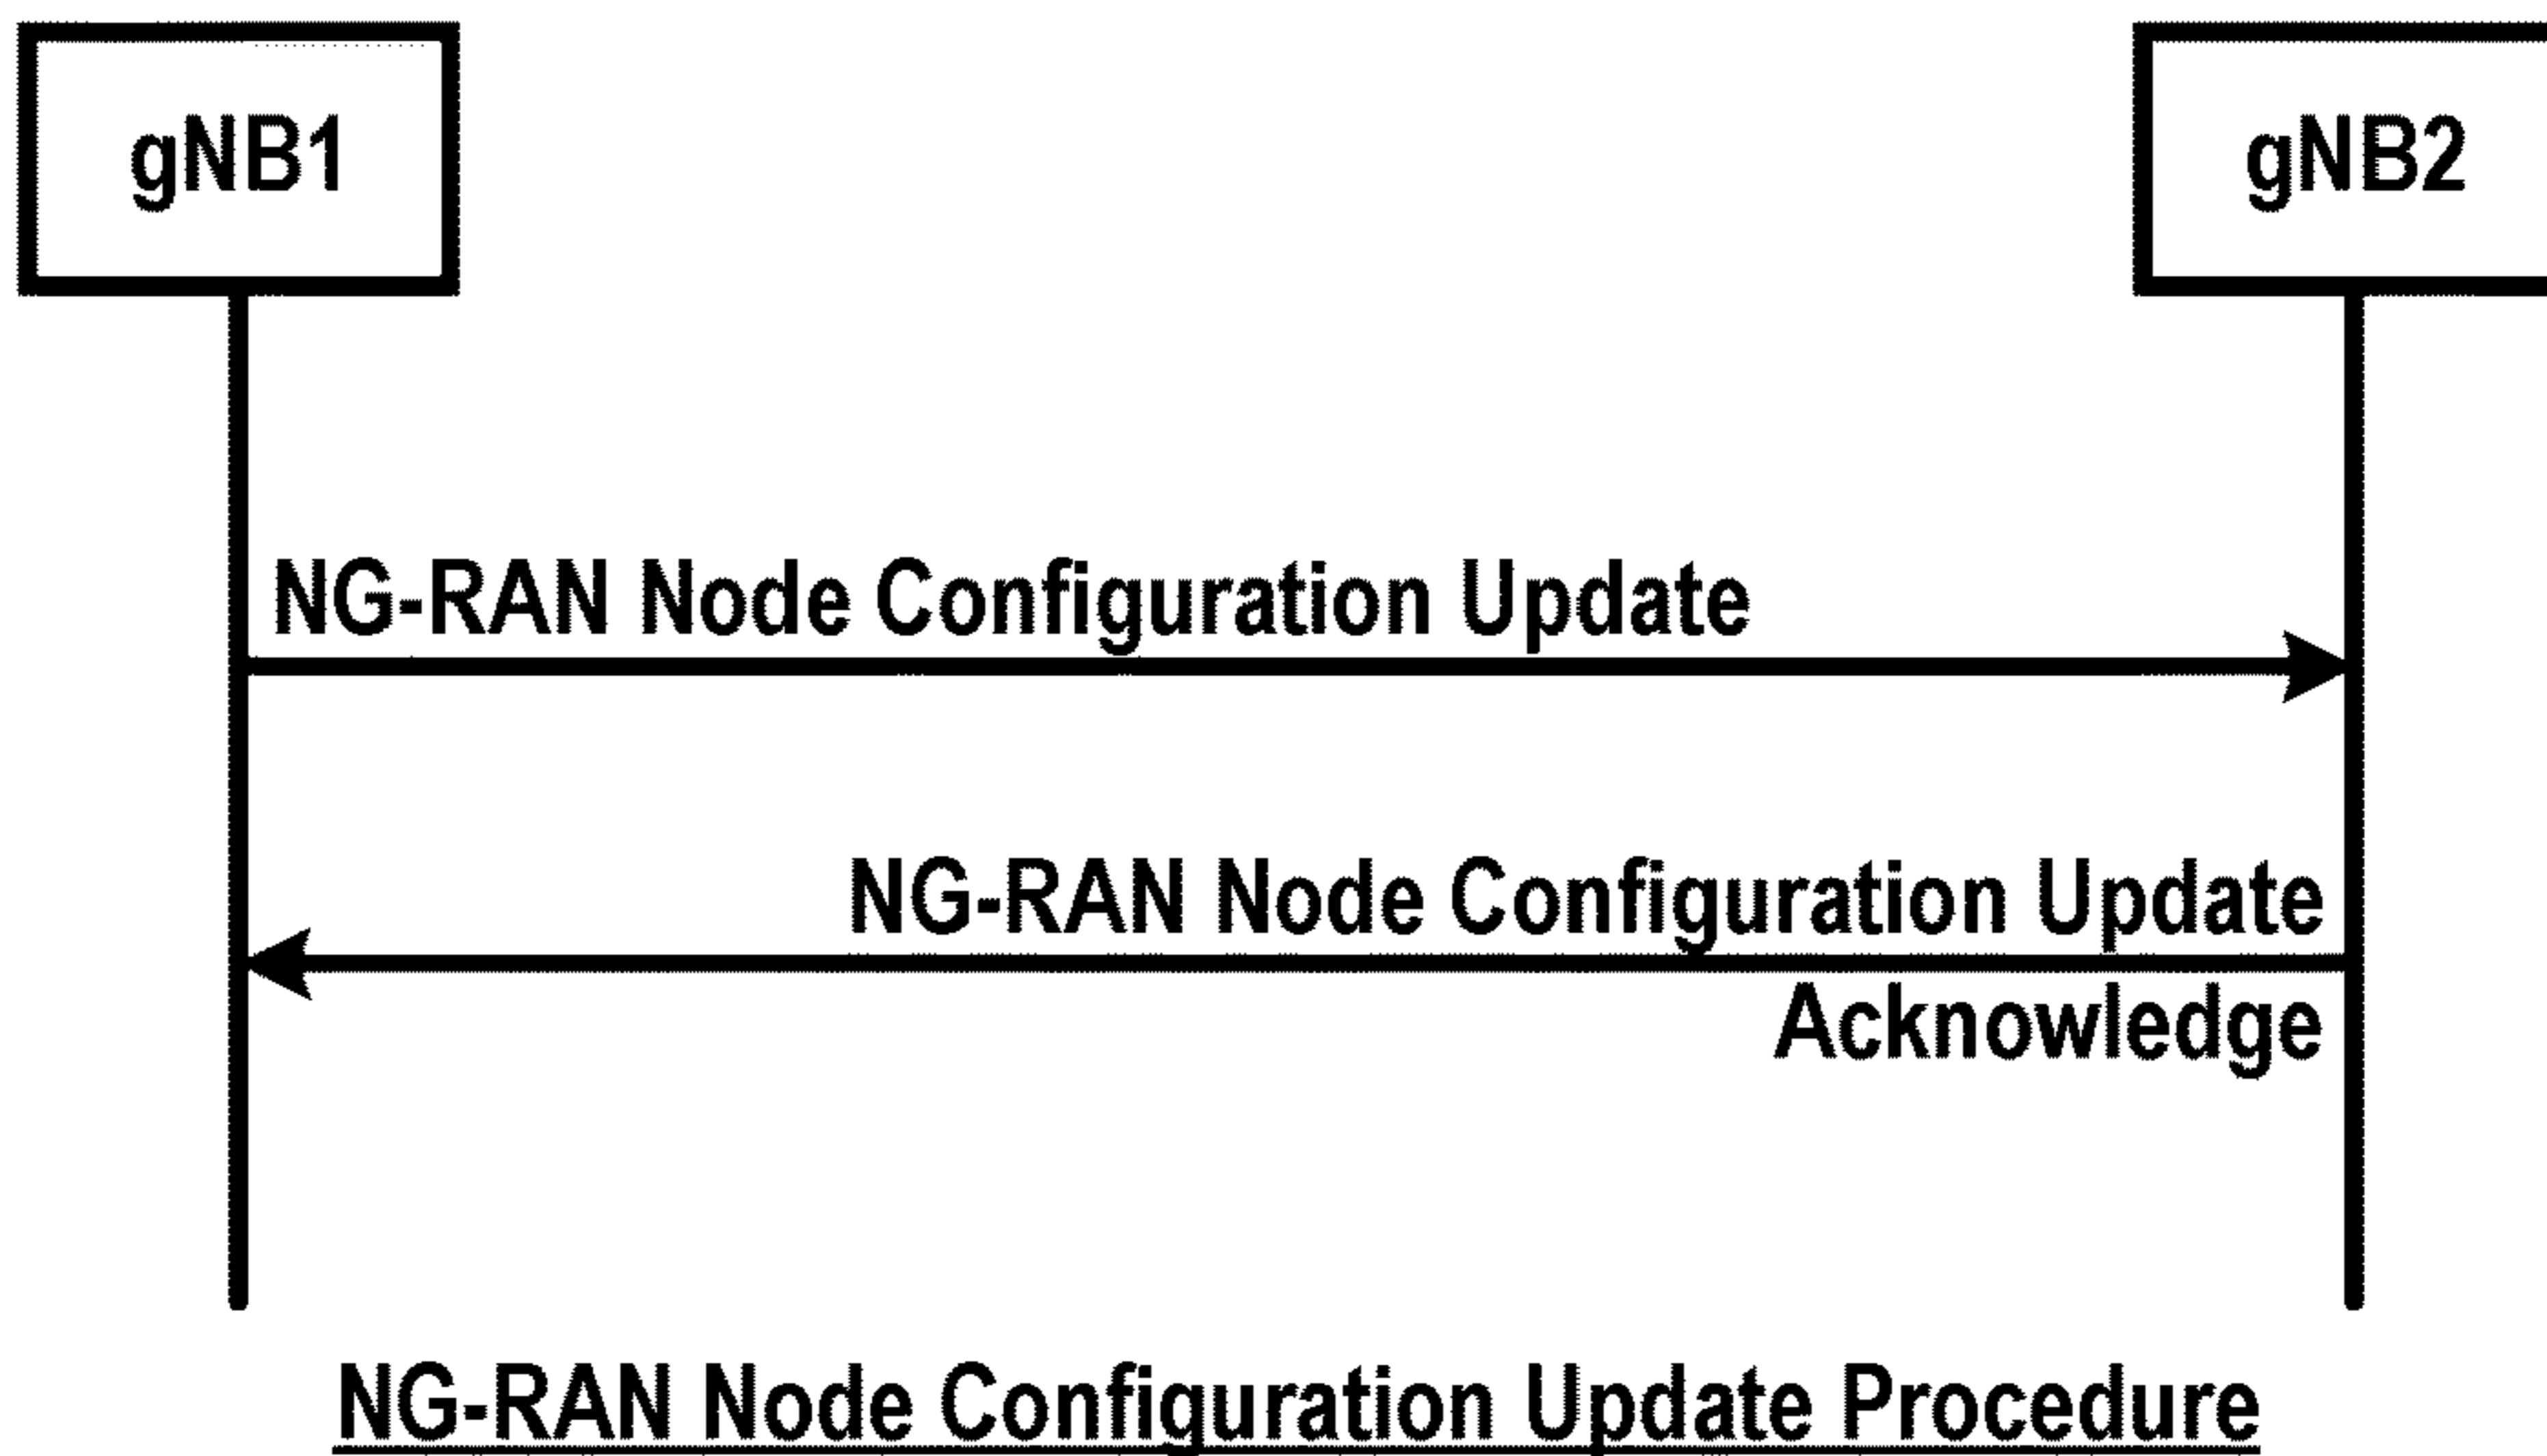 gNB1
gNB2
NG-RAN Node Configuration Update
NG-RAN Node Configuration Update
Acknowledge
NG-RAN Node Configuration Update Procedure